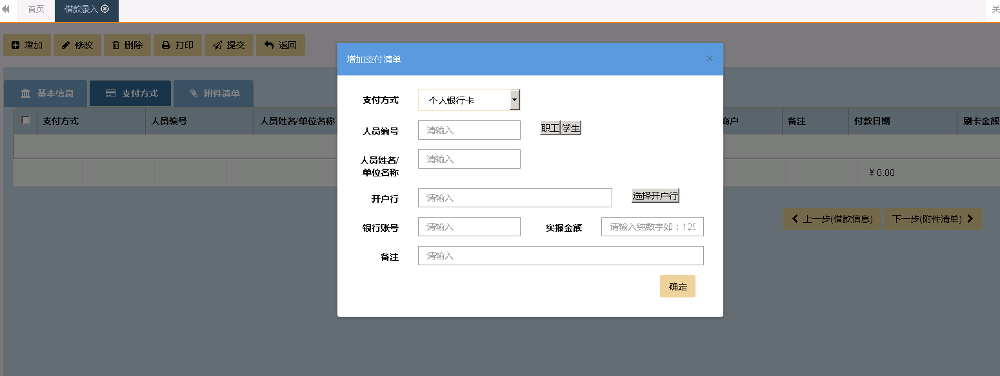 首页
借款录入
关
增加
修改
删除
打印
提交
返回
基本信息
支付方式
附件清单
支付方式
人员编号
人员姓名/单位名称
商户
备注
付款日期
刷卡金额
¥ 0.00
上一步(借款信息)
下一步(附件清单)
增加支付清单
×
支付方式
个人银行卡
人员编号
请输入
职工
学生
人员姓名/
单位名称
请输入
开户行
请输入
选择开户行
银行账号
请输入
实报金额
请输入纯数字如：129
备注
请输入
确定